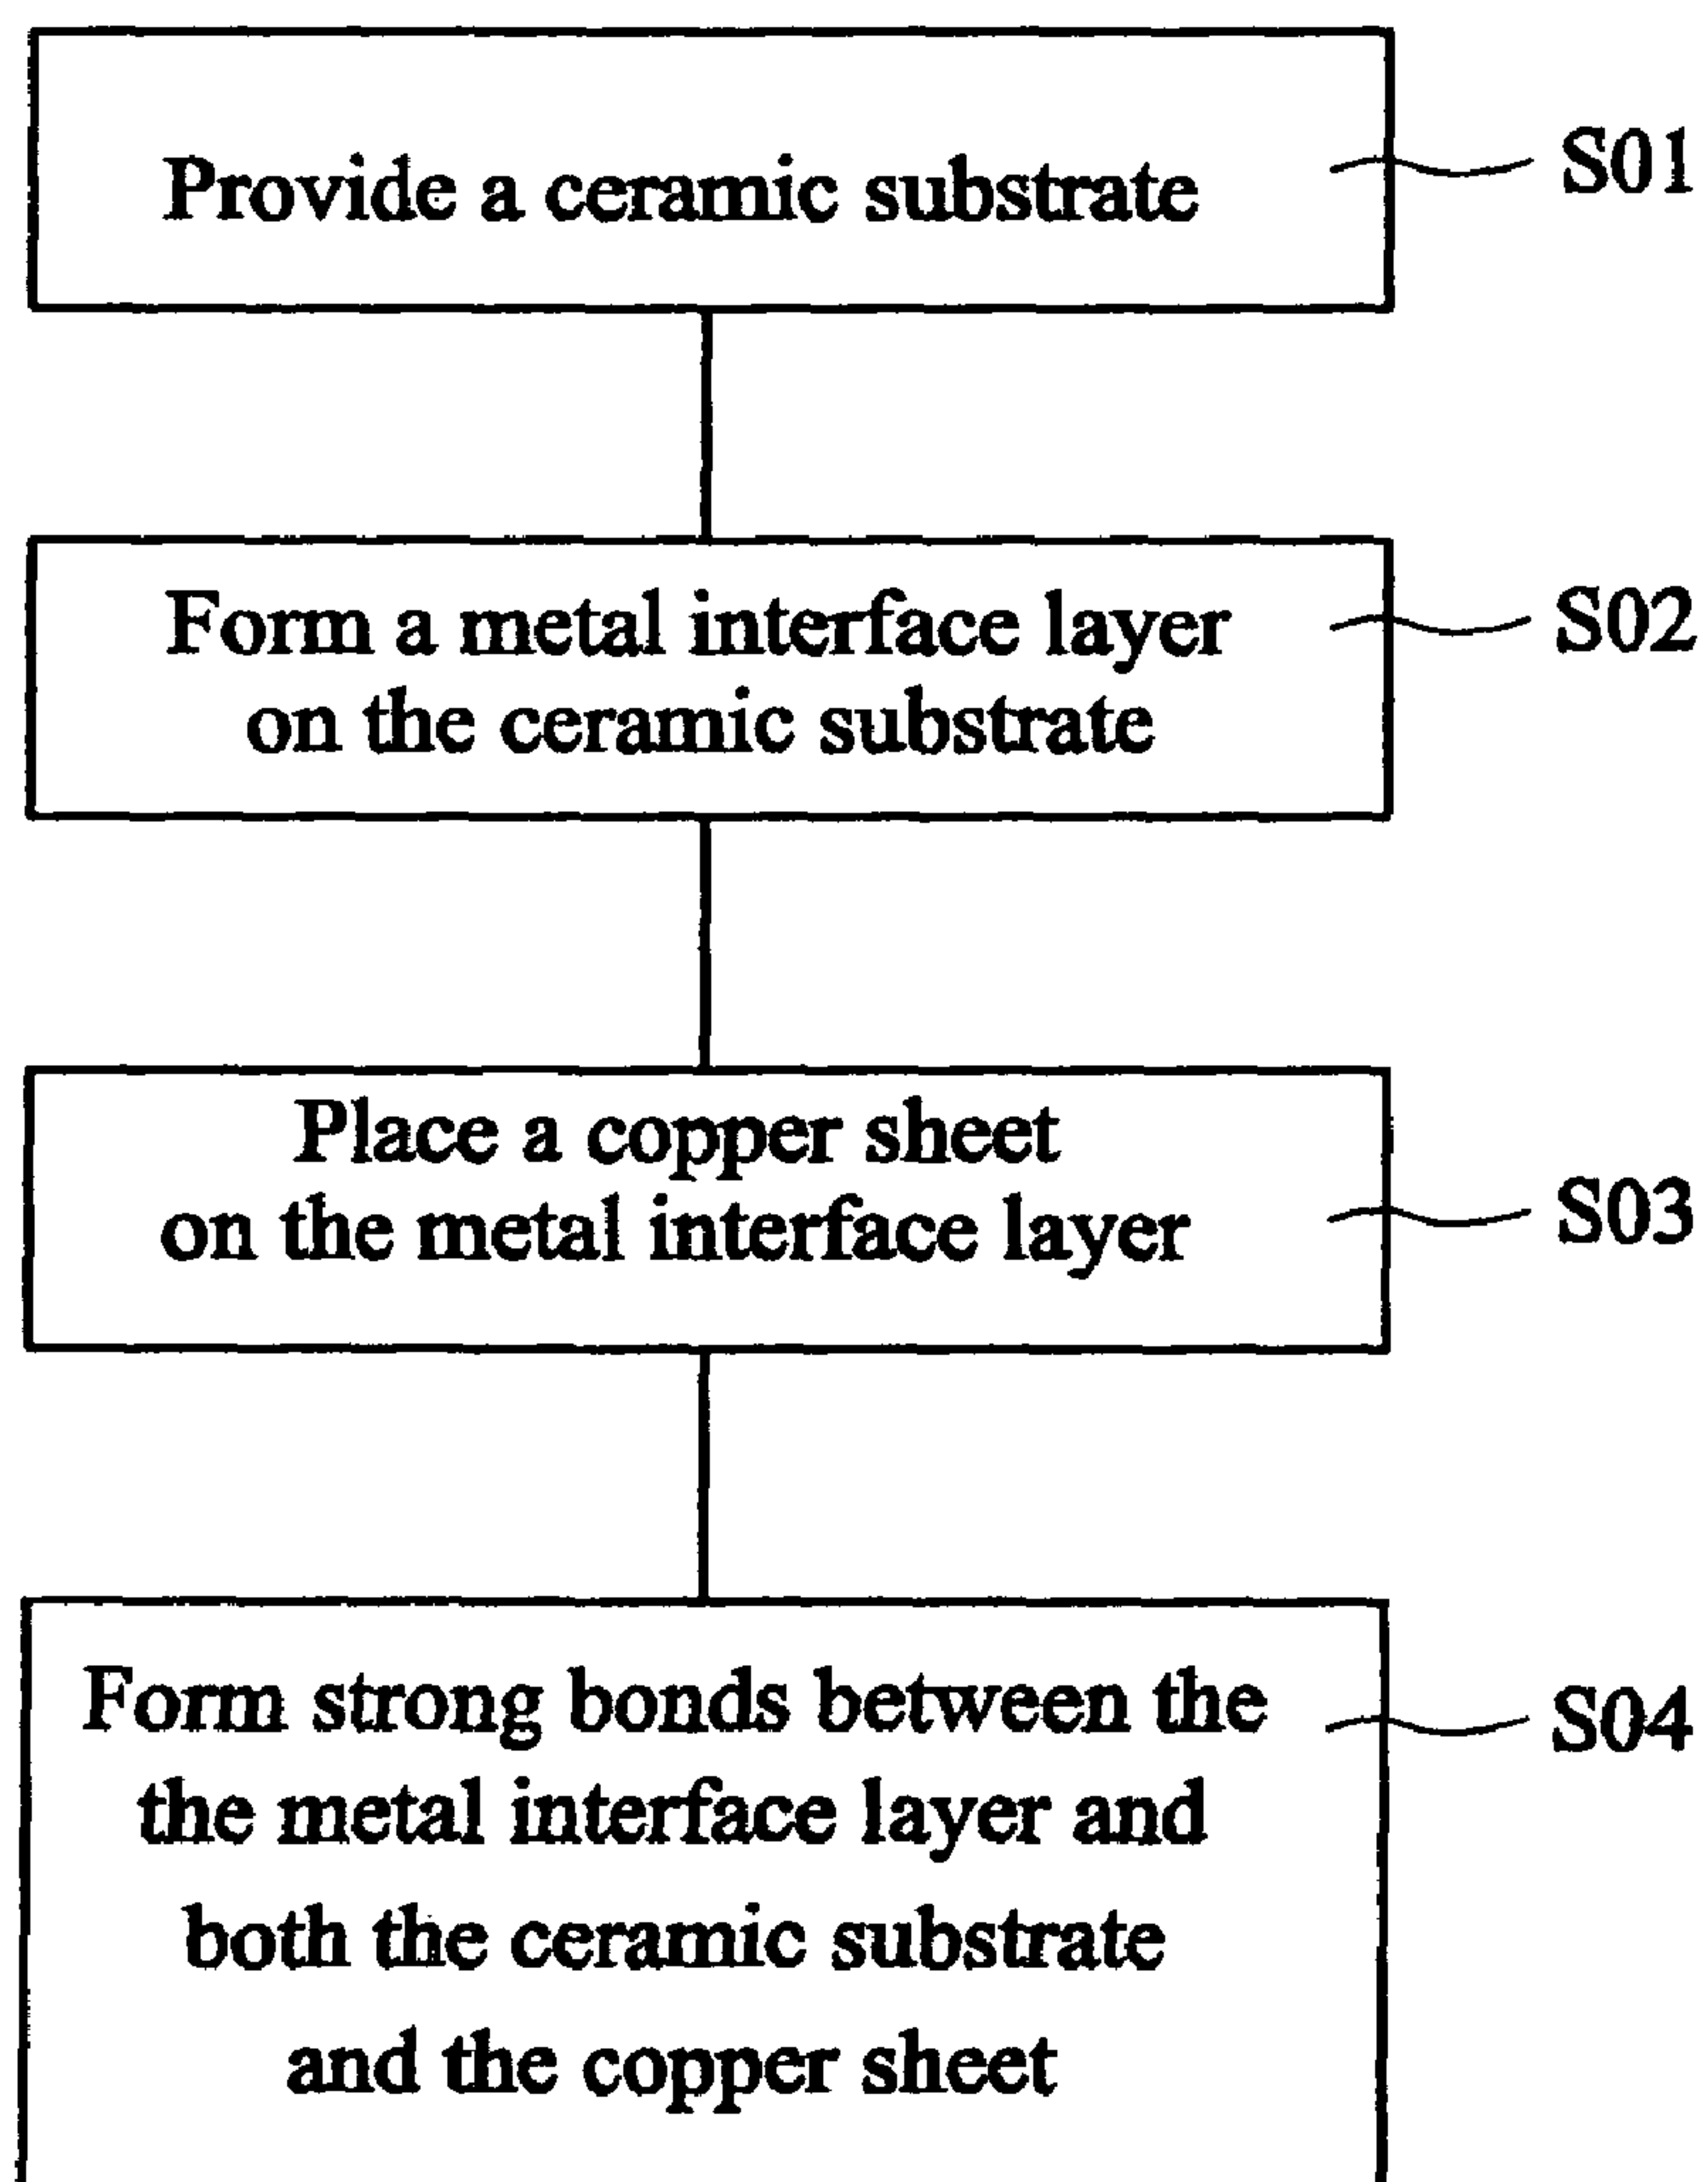 Provide a ceramic substrate
S01
Form a metal interface layer
on the ceramic substrate
S02
Place a copper sheet
on the metal interface layer
S03
Form strong bonds between the
the metal interface layer and
both the ceramic substrate
and the copper sheet
S04